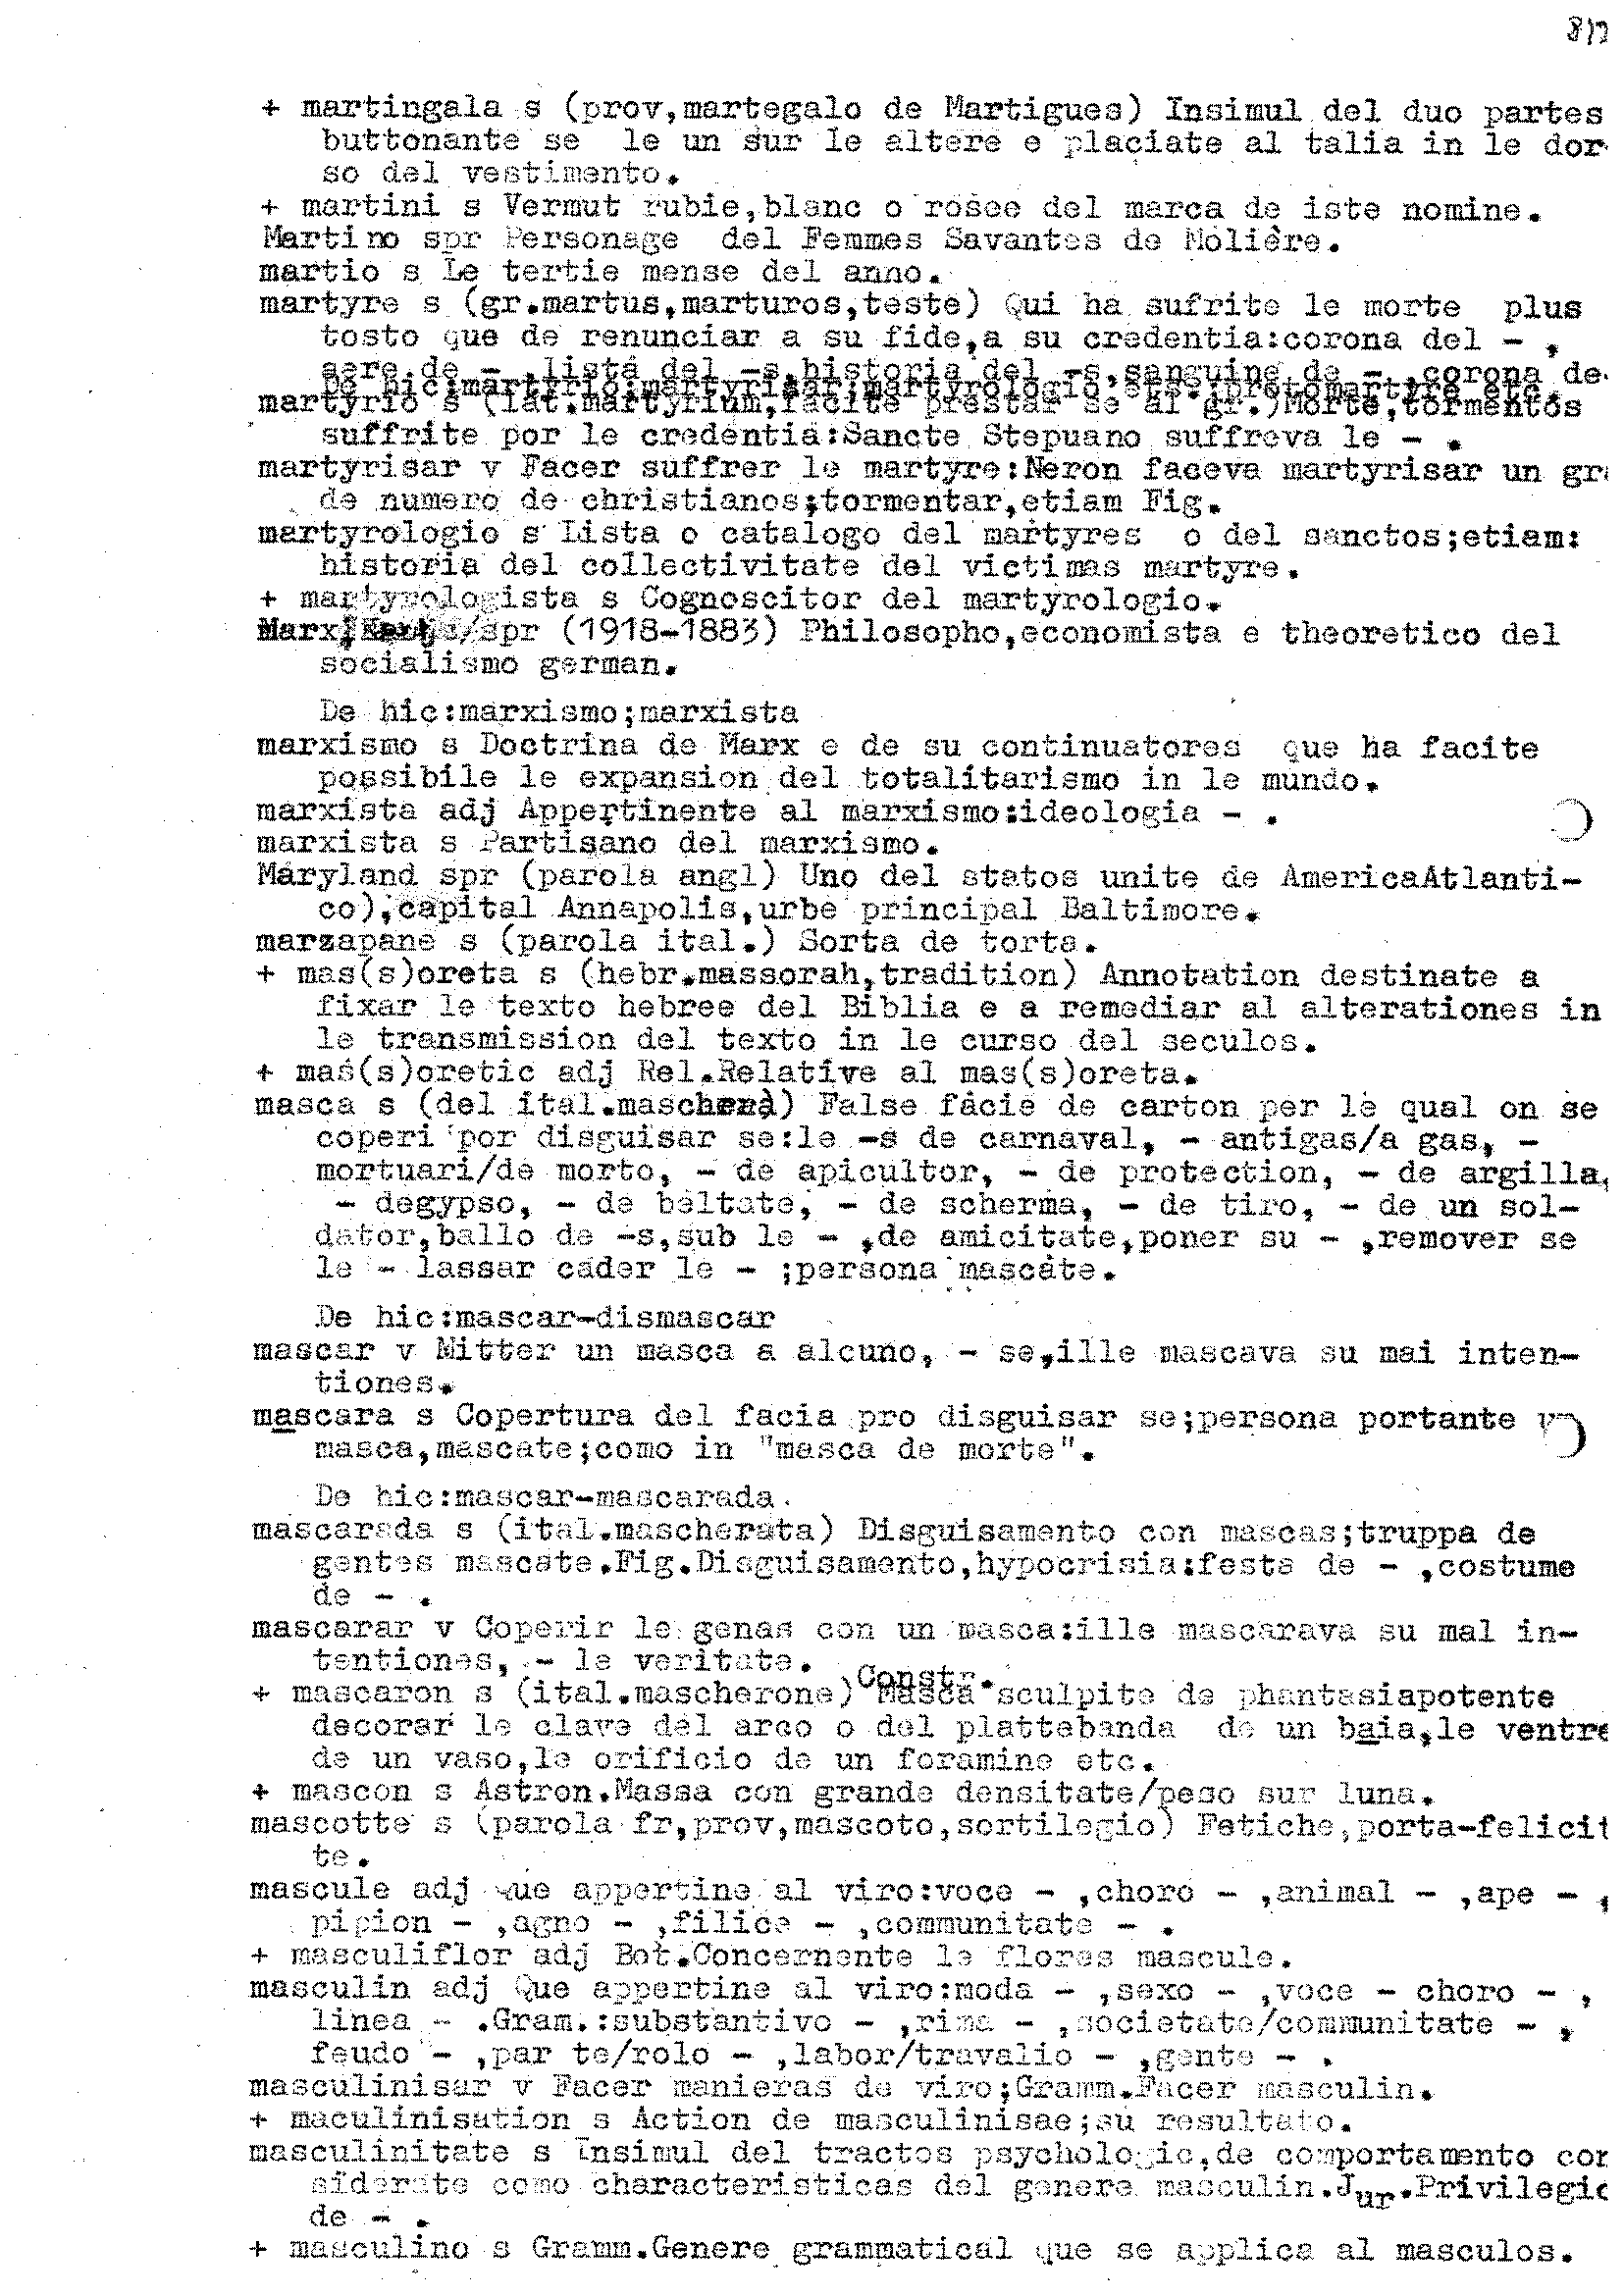 + martingala s (prov,martegalo de Martigues) Insimul del duo partes
buttonante se le un sur le altere e placiate al talia in le dor
so del vestimento.
+ martini s Vermut rubie,blanc o rosee del marca de iste nomine.
Martino spr Personage del Femmes Savantes de Molière.
martio s Le tertie mense del anno.
martyre s (gr.martus,marturos,teste) Qui ha sufrite le morte plus
tosto que de renunciar a su fide,a su credentia:corona del - ,
aere de - ,lista del -s,historia del -s,sanguine de - ,corona de
De hic:martyrio;martyrisar;martyrologio,sta-;protomartyre etc.
martyrio s (lat.martyrium,facite prestar se al gr.)Morte,tormentos
suffrite por le credentia:Sancte Stepuano suffreva le - .
martyrisar v Facer suffrer le martyre:Neron faceva martyrisar un gra
de numero de christianos;tormentar,etiam Fig.
martyrologio s Lista o catalogo del martyres o del sanctos;etiam:
historia del collectivitate del victimas martyre.
+ martyrologista s Cognoscitor del martyrologio.
Marx, spr (1918-1883) Philosopho,economista e theoretico del
socialismo german.
De hic:marxismo;marxista
marxismo s Doctrina de Marx e de su continuatores que ha facite
possibile le expansion del totalitarismo in le mundo.
marxista adj Appertinente al marxismo:ideologia - .
marxista s Partisano del marxismo.
Maryland spr (parola angl) Uno del statos unite de AmericaAtlanti-
co),capital Annapolis,urbe principal Baltimore.
marzapane s (parola ital.) Sorta de torta.
+ mas(s)oreta s (hebr.massorah,tradition) Annotation destinate a
fixar le texto hebree del Biblia e a remediar al alterationes in
le transmission del texto in le curso del seculos.
+ mas(s)oretic adj Rel.Relative al mas(s)oreta.
masca s (del ital.maschera) False facie de carton per le qual on se
coperi por disguisar se:le -s de carnaval, - antigas/a gas, -
mortuari/de morto, - de apicultor, - de protection, - de argilla,
- degypso, - de beltate, - de scherma, - de tiro, - de un sol-
dator,ballo de -s,sub le - ,de amicitate,poner su - ,remover se
le - lassar cader le - ;persona mascate.
De hic:mascar-dismascar
mascar v Mitter un masca a alcuno, - se,ille mascava su mai inten-
tiones.
mascara s Copertura del facia pro disguisar se;persona portante
masca,mascate;como in "masca de morte".
De hic:mascar-mascarada.
mascarada s (ital.mascherata) Disguisamento con mascas;truppa de
gentes mascate.Fig.Disguisamento,hypocrisia:festa de - ,costume
de - .
mascarar v Coperir le genas con un masca:ille mascarava su mal in-
tentiones, - le veritate.
+ mascaron s (ital.mascherone) Constr. Masca sculpite de phantasiapotente
decorar le clave del arco o del plattebanda de un baia,le ventre
de un vaso,le orificio de un foramine etc.
+ mascon s Astron.Massa con grande densitate/peso sur luna.
mascotte s (parola fr,prov,mascoto,sortilegio) Fetiche,porta-felicit
te.
mascule adj que appertine al viro:voce - ,choro - ,animal - ,ape - ,
pipion - ,agno - ,filice - ,communitate - .
+ masculiflor adj Bot.Concernente le flores mascule.
masculin adj Que appertine al viro:moda - ,sexo - ,voce - choro - ,
linea - .Gram.:substantivo - ,rima - ,societate/communitate - ,
feudo - ,par te/rolo - ,labor/travalio - ,gente - .
masculinisar v Facer manieras de viro;Gramm.Facer masculin.
+ maculinisation s Action de masculinisae;su resultato.
masculinitate s Insimul del tractos psychologic,de comportamento con
siderate como characteristicas del genere masculin.Jur.Privilegio
de - .
+ masculino s Gramm.Genere grammatical que se applica al masculos.